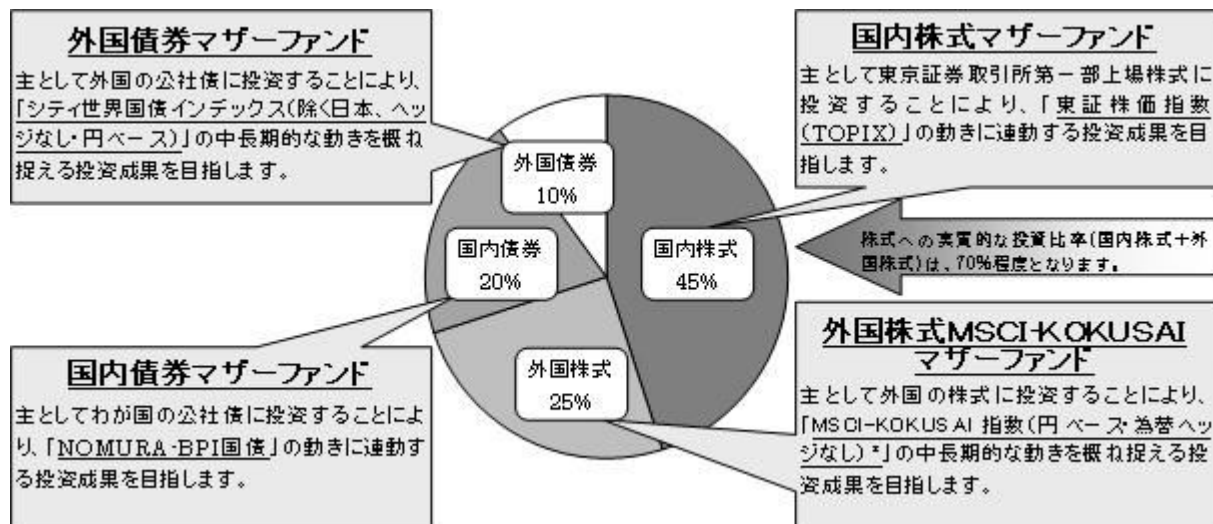 外国債券マザーファンド
主として外国の公社債に投資することにより、
「シティ世界国債インデックス(除く日本、ヘッ
ジなし・円ベース)」の中長期的な動きを概ね
捉える投資成果を目指します。
国内株式マザーファンド
主として東京証券取引所第一部上場株式に
投資することにより、「東証株価指数
(TOPIX)」の動きに連動する投資成果を目
指します。
外国債券
10%
国内債券
20%
国内株式
45%
外国株式
25%
株式への実質的な投資比率(国内株式+外
国株式)は、70%程度となります。
国内債券マザーファンド
主としてわが国の公社債に投資することによ
り、「NOMURA-BPI国債」の動きに連動す
る投資成果を目指します。
外国株式MSCI-KOKUSAI
マザーファンド
主として外国の株式に投資することにより、
「MSCI-KOKUSAI 指数(円ベース・為替ヘッ
ジなし)*」の中長期的な動きを概ね捉える投
資成果を目指します。